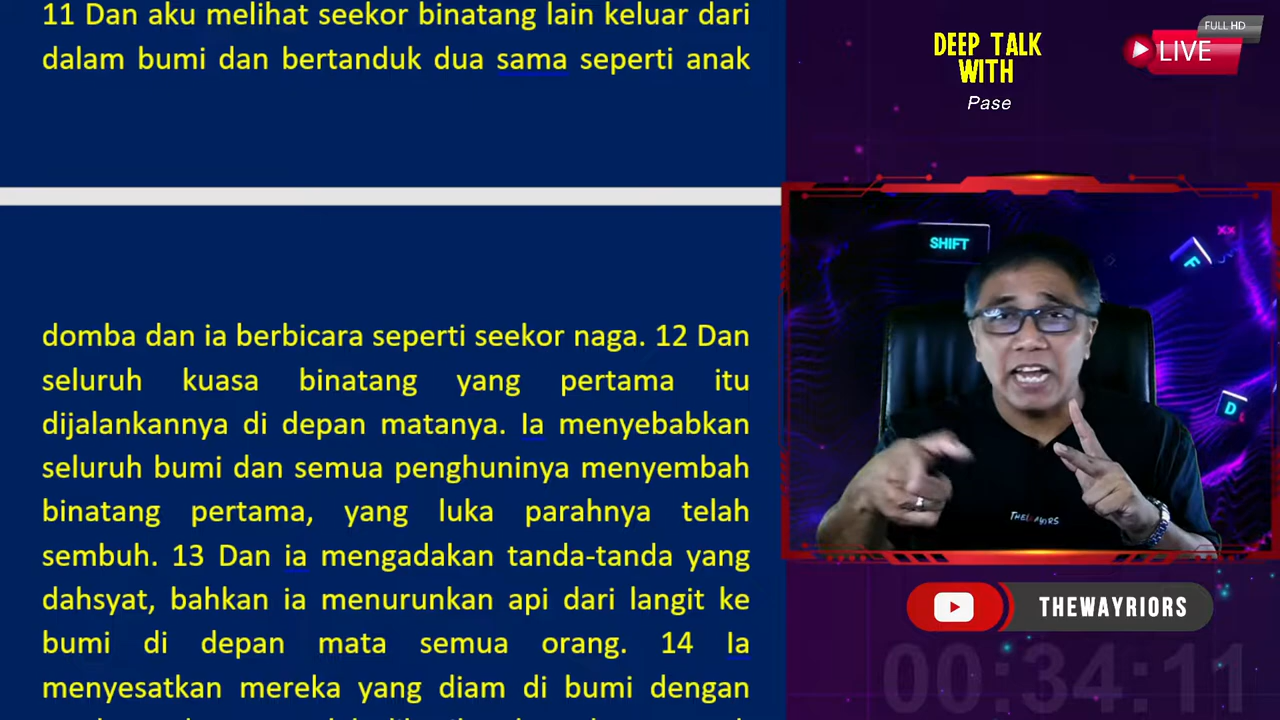 11 Dan aku melihat seekor binatang lain keluar dari
dalam bumi dan bertanduk dua sama seperti anak
domba dan ia berbicara seperti seekor naga. 12 Dan
seluruh kuasa binatang yang pertama itu
dijalankannya di depan matanya. Ia menyebabkan
seluruh bumi dan semua penghuninya menyembah
binatang pertama, yang luka parahnya telah
sembuh. 13 Dan ia mengadakan tanda-tanda yang
dahsyat, bahkan ia menurunkan api dari langit ke
bumi di depan mata semua orang. 14 Ia
menyesatkan mereka yang diam di bumi dengan
DEEP TALK
WITH
Pase
FULL HD
LIVE
SHIFT
F
D
THEWAYRIORS
00:34:11